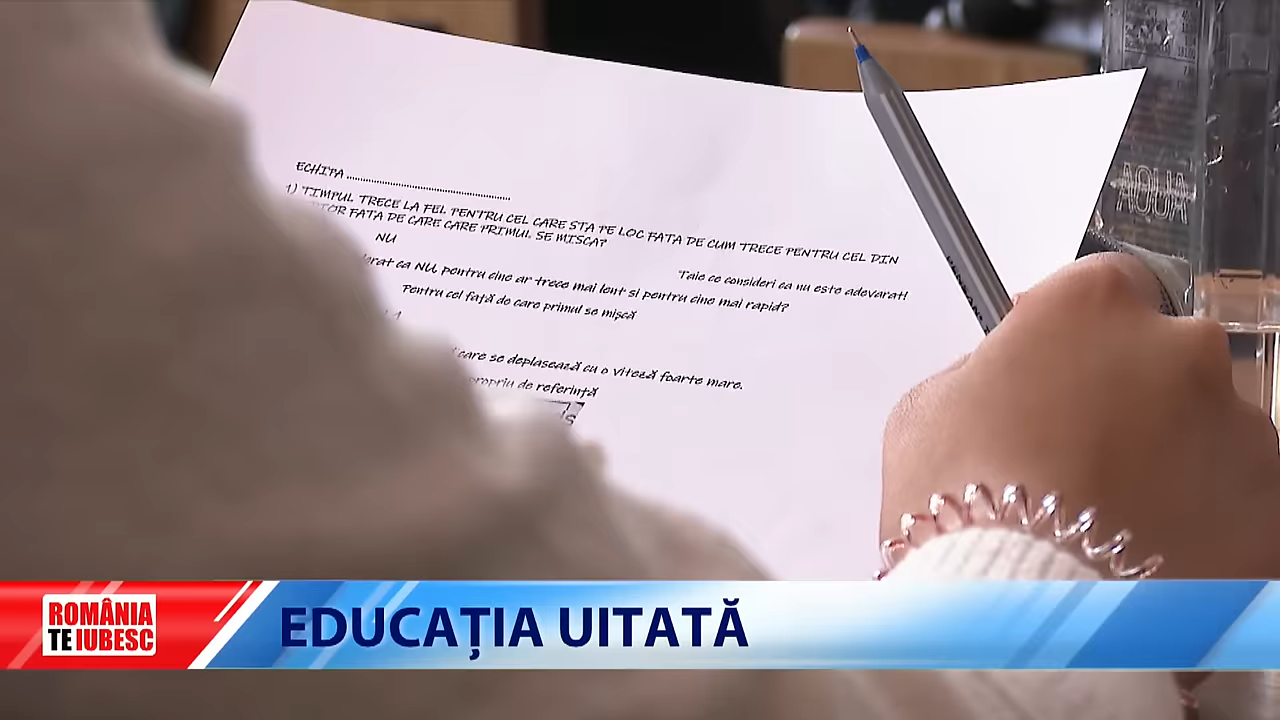 ECHIPA
1) TIMPUL TRECE LA FEL PENTRU CEL CARE STA PE LOC FATA DE CUM TRECE PENTRU CEL DIN
FATA DE CARE CARE PRIMUL SE MISCA?
NU
Taie ce consideri ca nu este adevarat!
ca NU, pentru cine ar trece mai lent si pentru cine mai rapid?
Pentru cel față de care primul se mișcă
care se deplasează cu o viteză foarte mare.
propriu de referință
AQUA
ROMÂNIA
TE IUBESC
EDUCAȚIA UITATĂ